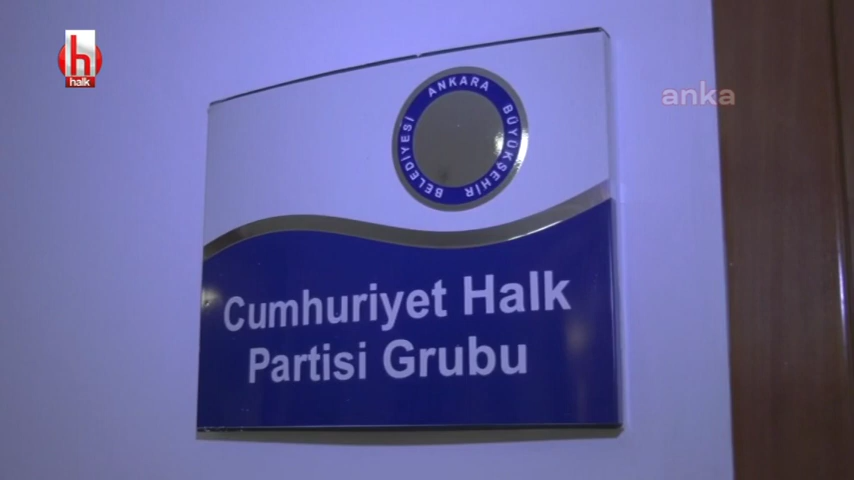 h
halk
anka
ANKARA BÜYÜKŞEHİR BELEDİYESİ
Cumhuriyet Halk
Partisi Grubu